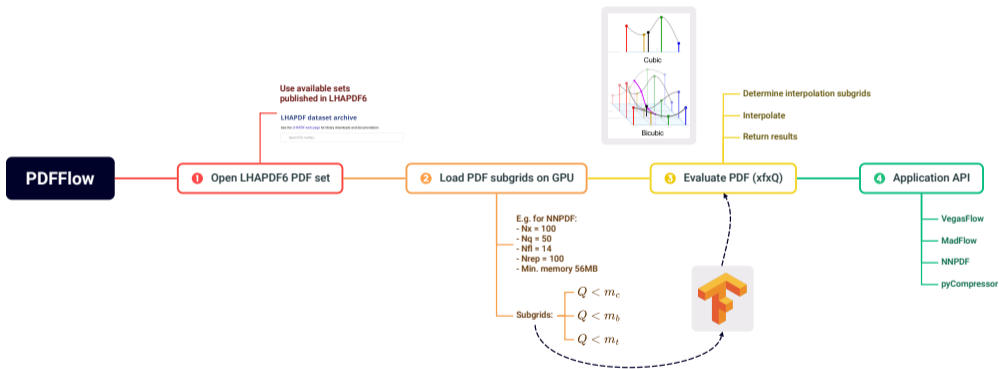 PDFFlow
Use available sets
published in LHAPDF6
LHAPDF dataset archive
1 Open LHAPDF6 PDF set
2 Load PDF subgrids on GPU
E.g. for NNPDF:
- Nx = 100
- Nq = 50
- Nfl = 14
- Nrep = 100
- Min. memory 56MB
Subgrids:
Q < m_c
Q < m_b
Q < m_t
Cubic
Bicubic
Determine interpolation subgrids
Interpolate
Return results
3 Evaluate PDF (xfxQ)
4 Application API
VegasFlow
MadFlow
NNPDF
pyCompressor